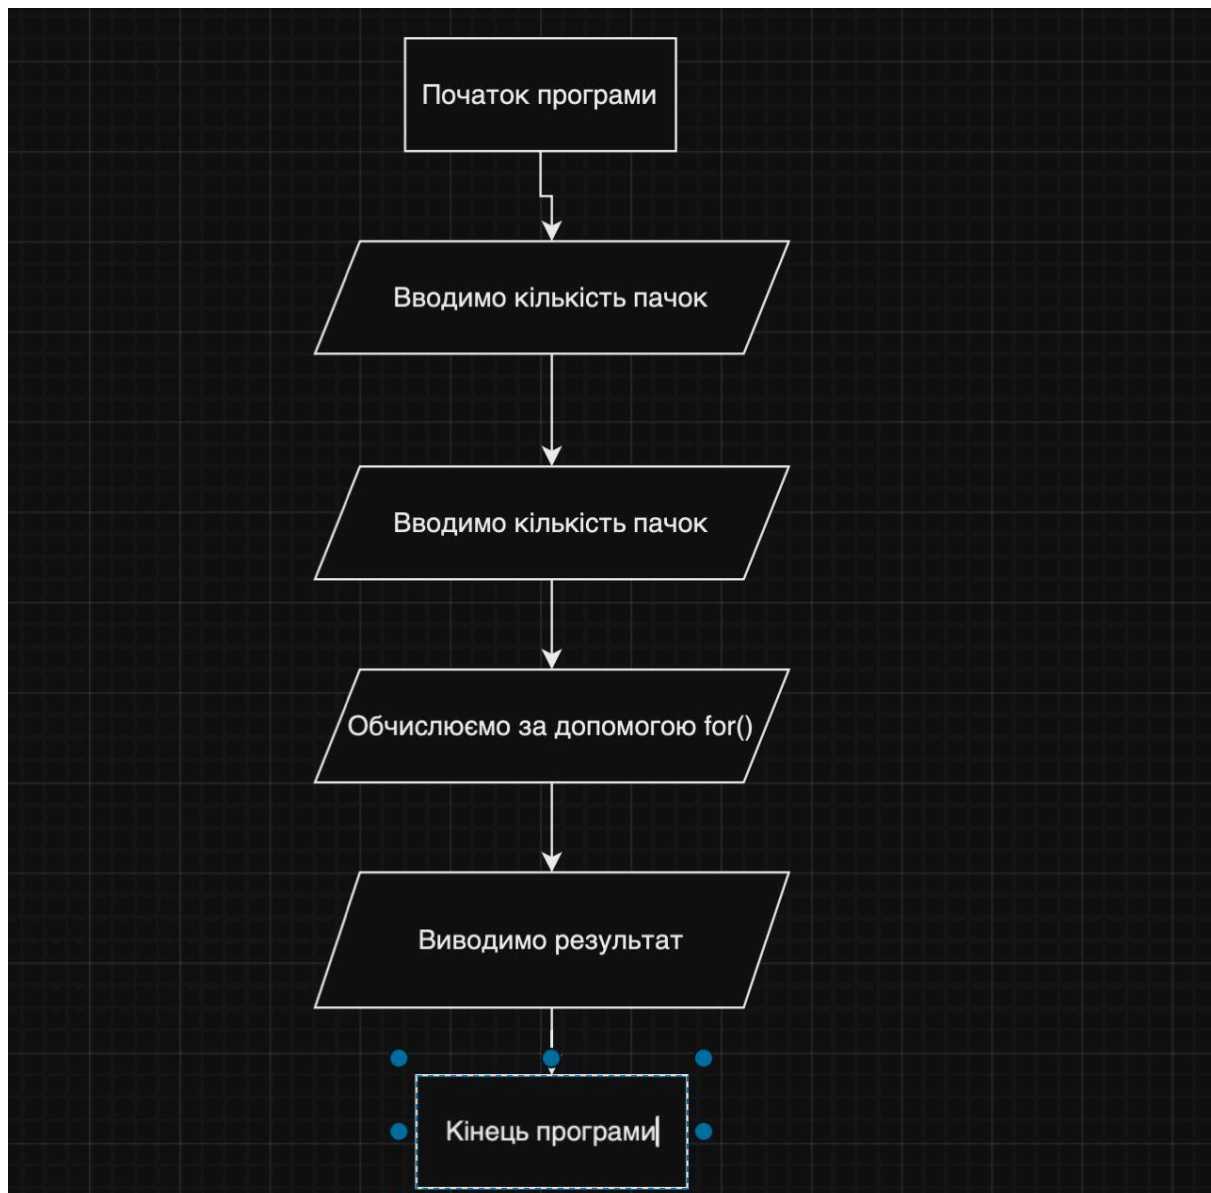 Початок програми
Вводимо кількість пачок
Вводимо кількість пачок
Обчислюємо за допомогою for()
Виводимо результат
Кінець програми